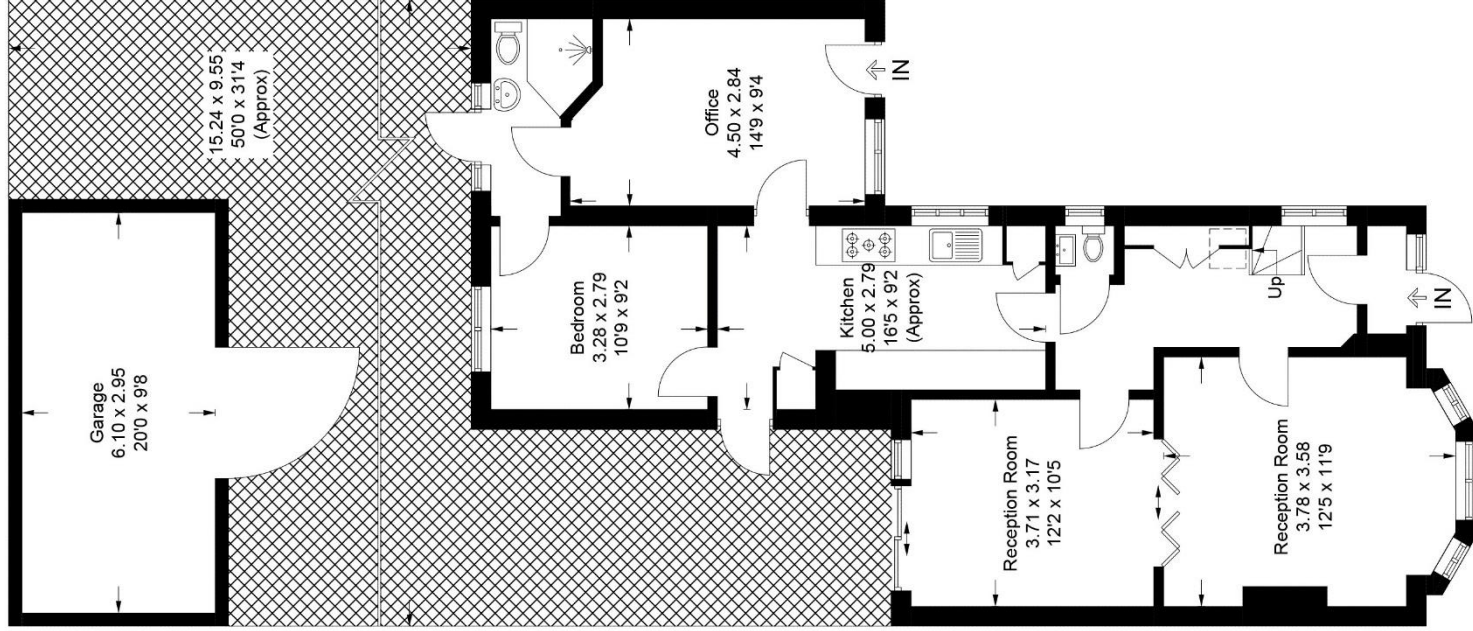 15.24 x 9.55
50'0 x 31'4
(Approx)
Garage
6.10 x 2.95
20'0 x 9'8
Office
4.50 x 2.84
14'9 x 9'4
IN
Bedroom
3.28 x 2.79
10'9 x 9'2
Kitchen
5.00 x 2.79
16'5 x 9'2
(Approx)
Up
IN
Reception Room
3.71 x 3.17
12'2 x 10'5
Reception Room
3.78 x 3.58
12'5 x 11'9